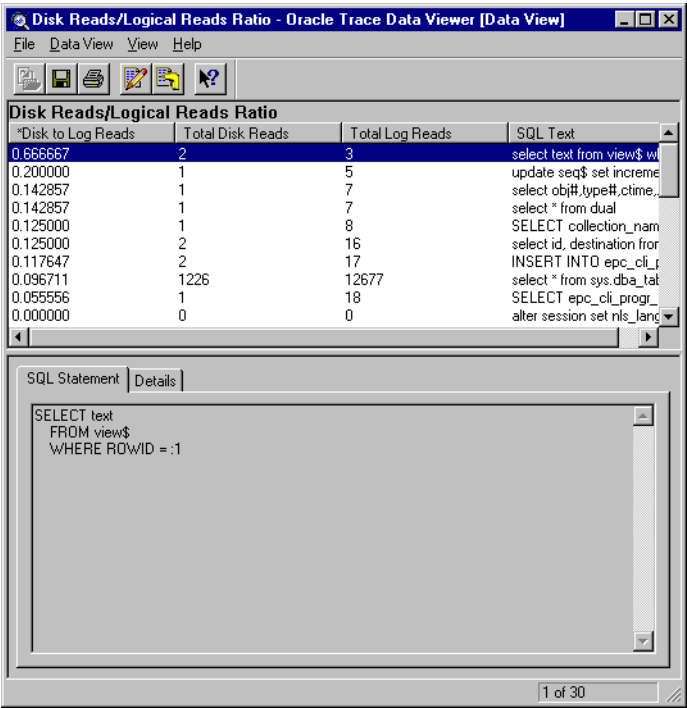 Disk Reads/Logical Reads Ratio - Oracle Trace Data Viewer [Data View]
File Data View View Help
Disk Reads/Logical Reads Ratio
*Disk to Log Reads Total Disk Reads Total Log Reads SQL Text
0.666667 2 3 select text from view$ wh
0.200000 1 5 update seq$ set increme
0.142857 1 7 select obj#,type#,ctime,
0.142857 1 7 select * from dual
0.125000 1 8 SELECT collection_nam
0.125000 2 16 select id, destination from
0.117647 2 17 INSERT INTO epc_cli_p
0.096711 1226 12677 select * from sys.dba_tab
0.055556 1 18 SELECT epc_cli_progr_
0.000000 0 0 alter session set nls_lang
SQL Statement Details
SELECT text
FROM view$
WHERE ROWID = :1
1 of 30